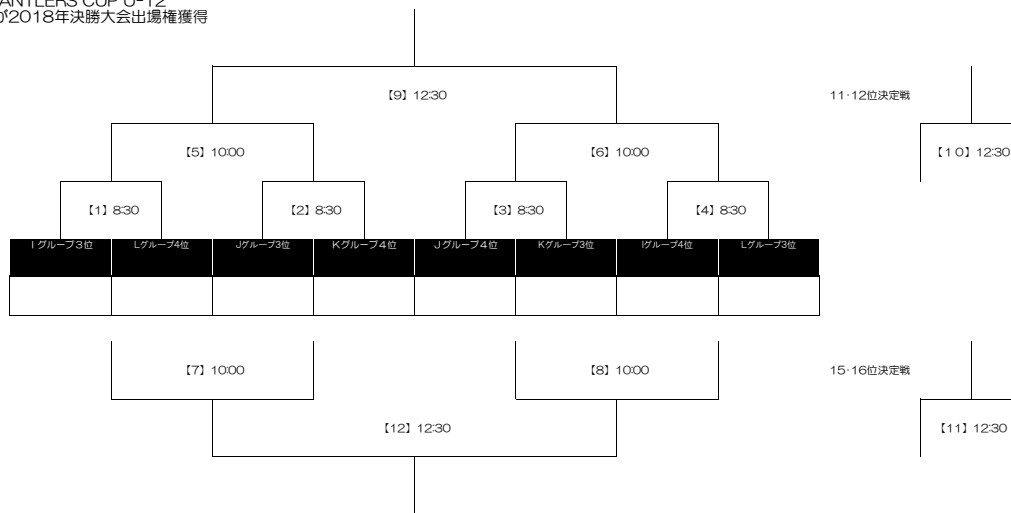 ANTLERS CUP U-12
が2018年決勝大会出場権獲得
【9】12:30
11・12位決定戦
【5】10:00
【6】10:00
【10】12:30
【1】8:30
【2】8:30
【3】8:30
【4】8:30
Iグループ3位
Lグループ4位
Jグループ3位
Kグループ4位
Jグループ4位
Kグループ3位
Iグループ4位
Lグループ3位
【7】10:00
【8】10:00
15・16位決定戦
【12】12:30
【11】12:30